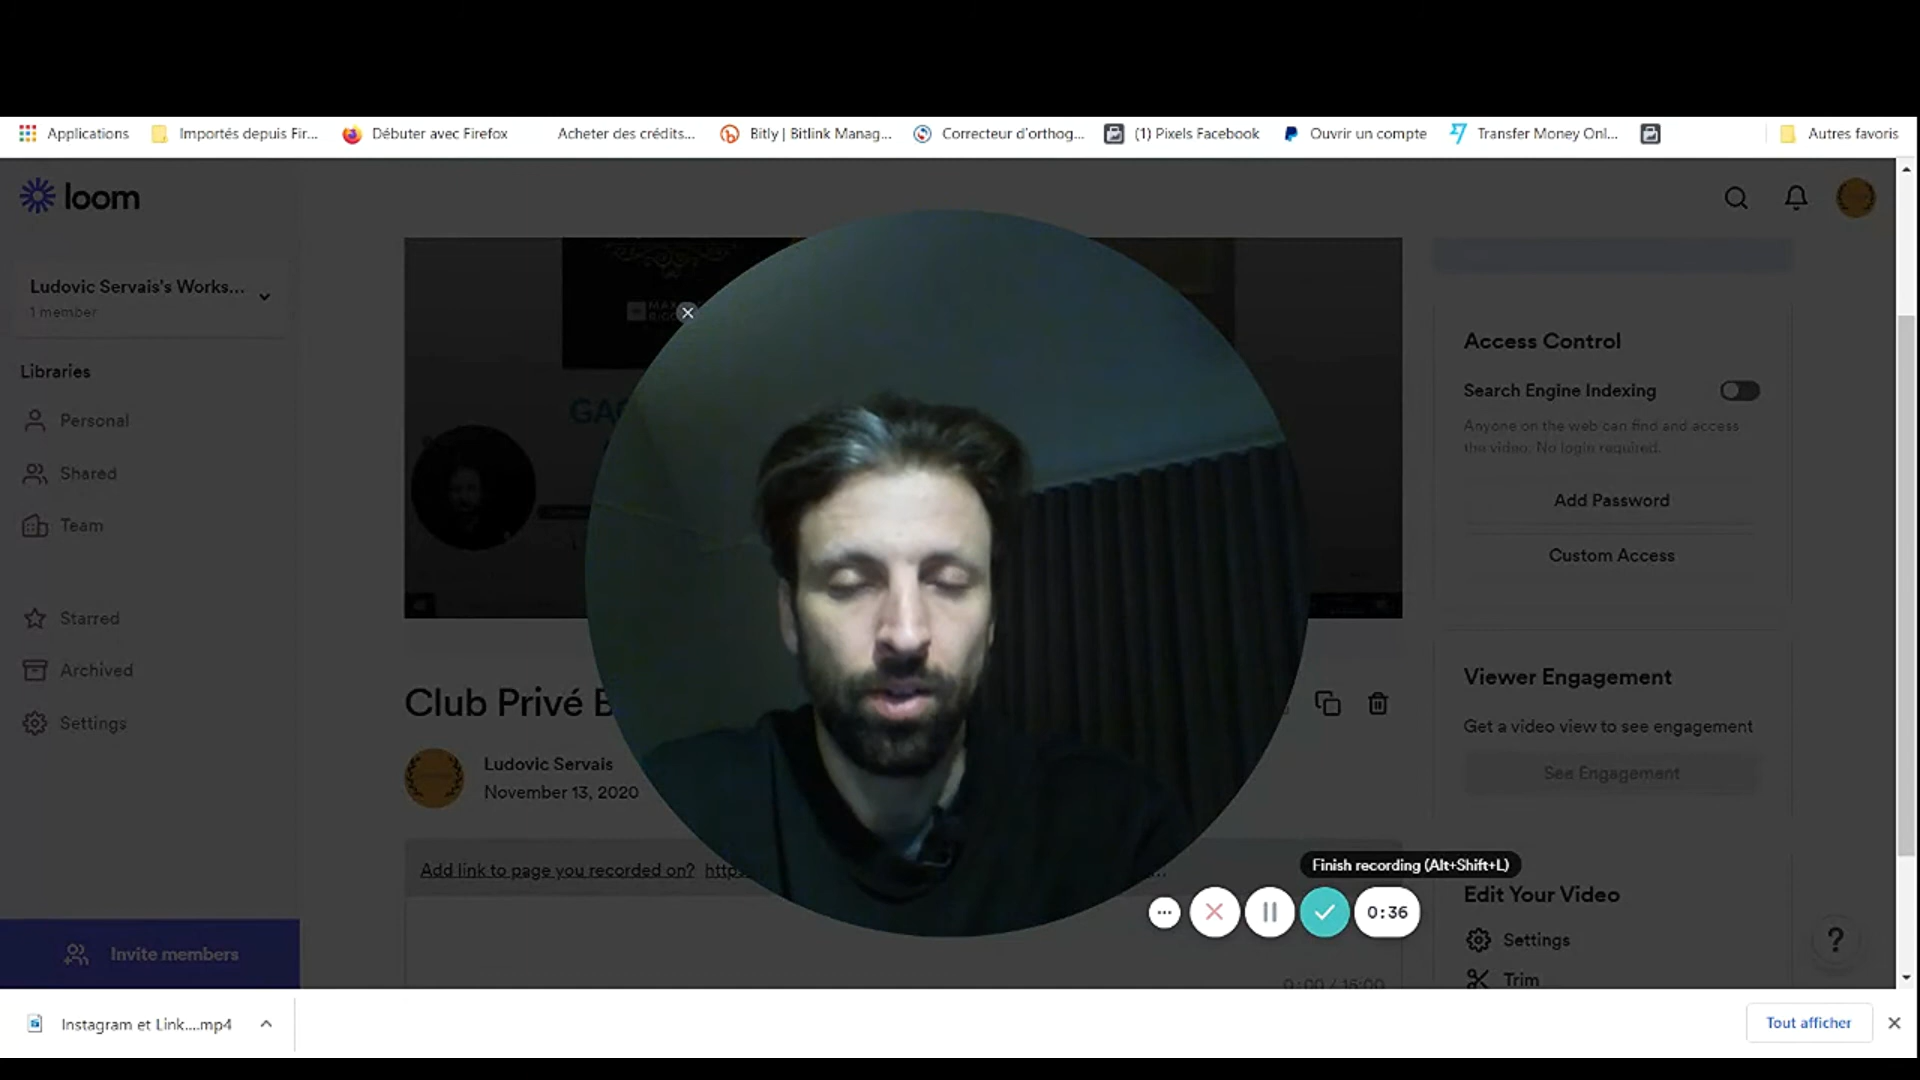 Applications Importés depuis Fir... Débuter avec Firefox Acheter des crédits... Bitly | Bitlink Manag... Correcteur d'orthog... (1) Pixels Facebook Ouvrir un compte Transfer Money Onl... Autres favoris
loom
Ludovic Servais's Works...
1 member
Libraries
Personal
Shared
Team
Starred
Archived
Settings
Invite members
Club Privé
Ludovic Servais
November 13, 2020
Add link to page you recorded on?
0:00 / 15:00
Access Control
Search Engine Indexing
Anyone on the web can find and access
the video. No login required.
Add Password
Custom Access
Viewer Engagement
Get a video view to see engagement
See Engagement
Finish recording (Alt+Shift+L)
0:36
Edit Your Video
Settings
Trim
?
Instagram et Link....mp4
Tout afficher